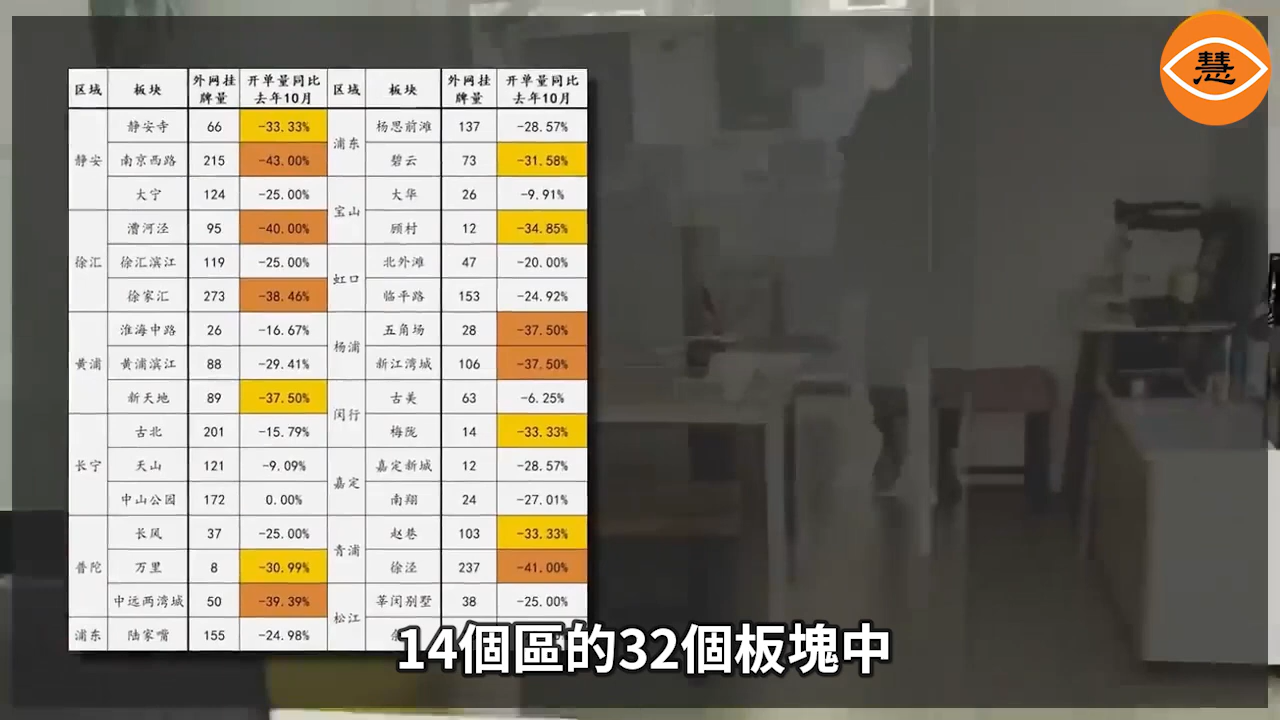 慧
区域 板块 外网挂牌量 开单量同比去年10月 区域 板块 外网挂牌量 开单量同比去年10月
静安 静安寺 66 -33.33% 浦东 杨思前滩 137 -28.57%
南京西路 215 -43.00% 碧云 73 -31.58%
大宁 124 -25.00% 宝山 大华 26 -9.91%
徐汇 漕河泾 95 -40.00% 顾村 12 -34.85%
徐汇滨江 119 -25.00% 虹口 北外滩 47 -20.00%
徐家汇 273 -38.46% 临平路 153 -24.92%
黄浦 淮海中路 26 -16.67% 杨浦 五角场 28 -37.50%
黄浦滨江 88 -29.41% 新江湾城 106 -37.50%
新天地 89 -37.50% 闵行 古美 63 -6.25%
长宁 古北 201 -15.79% 梅陇 14 -33.33%
天山 121 -9.09% 嘉定 嘉定新城 12 -28.57%
中山公园 172 0.00% 南翔 24 -27.01%
普陀 长风 37 -25.00% 青浦 赵巷 103 -33.33%
万里 8 -30.99% 徐泾 237 -41.00%
中远两湾城 50 -39.39% 松江 莘闵别墅 38 -25.00%
浦东 陆家嘴 155 -24.98%
14個區的32個板塊中